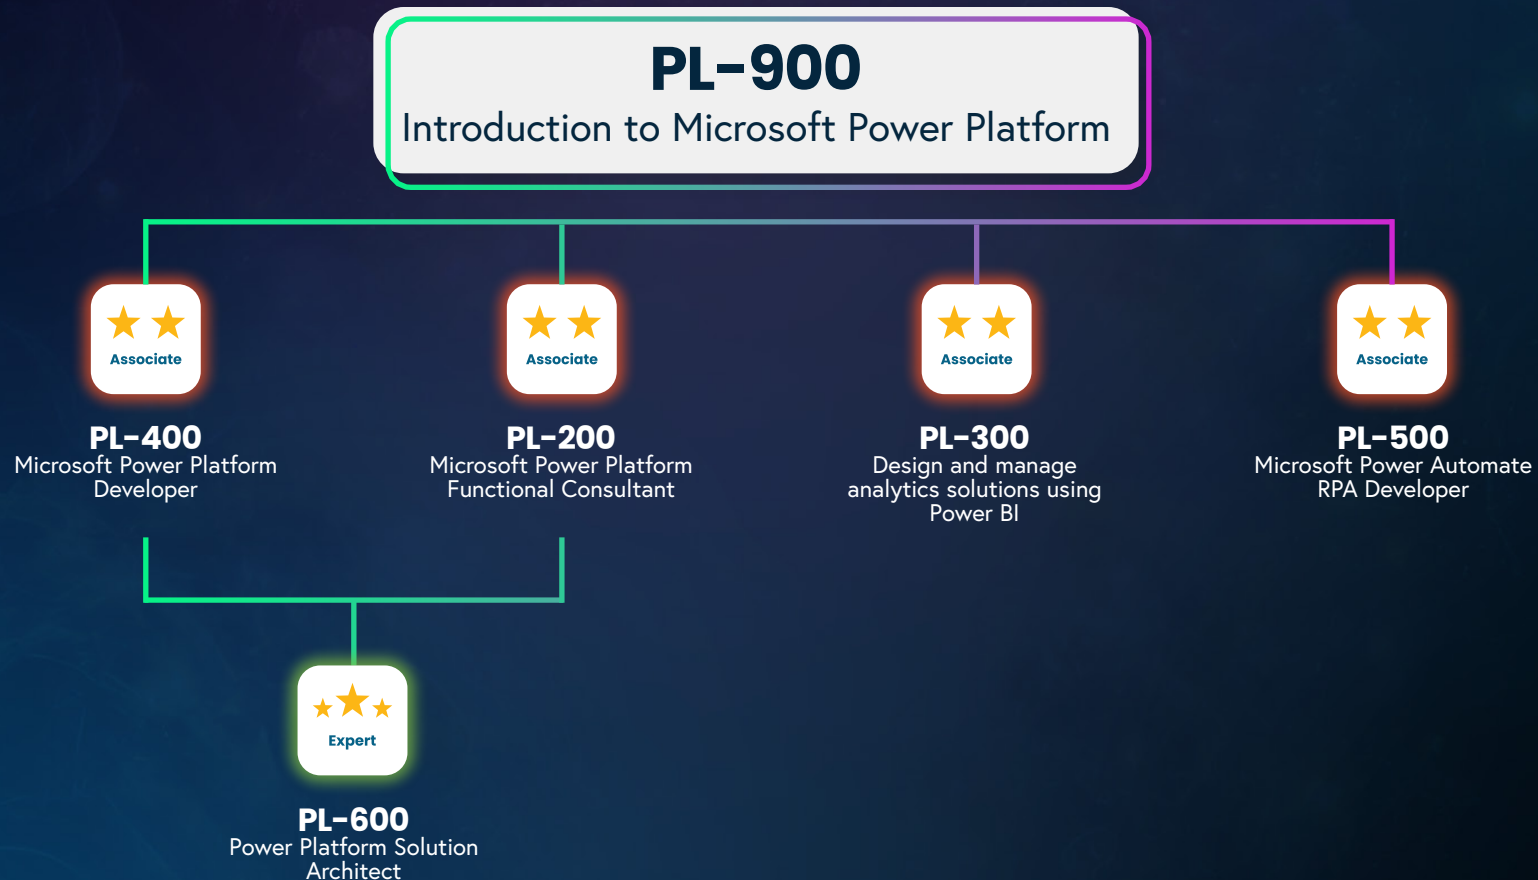 PL-900
Introduction to Microsoft Power Platform
Associate
Associate
Associate
Associate
PL-400
Microsoft Power Platform
Developer
PL-200
Microsoft Power Platform
Functional Consultant
PL-300
Design and manage
analytics solutions using
Power BI
PL-500
Microsoft Power Automate
RPA Developer
Expert
PL-600
Power Platform Solution
Architect